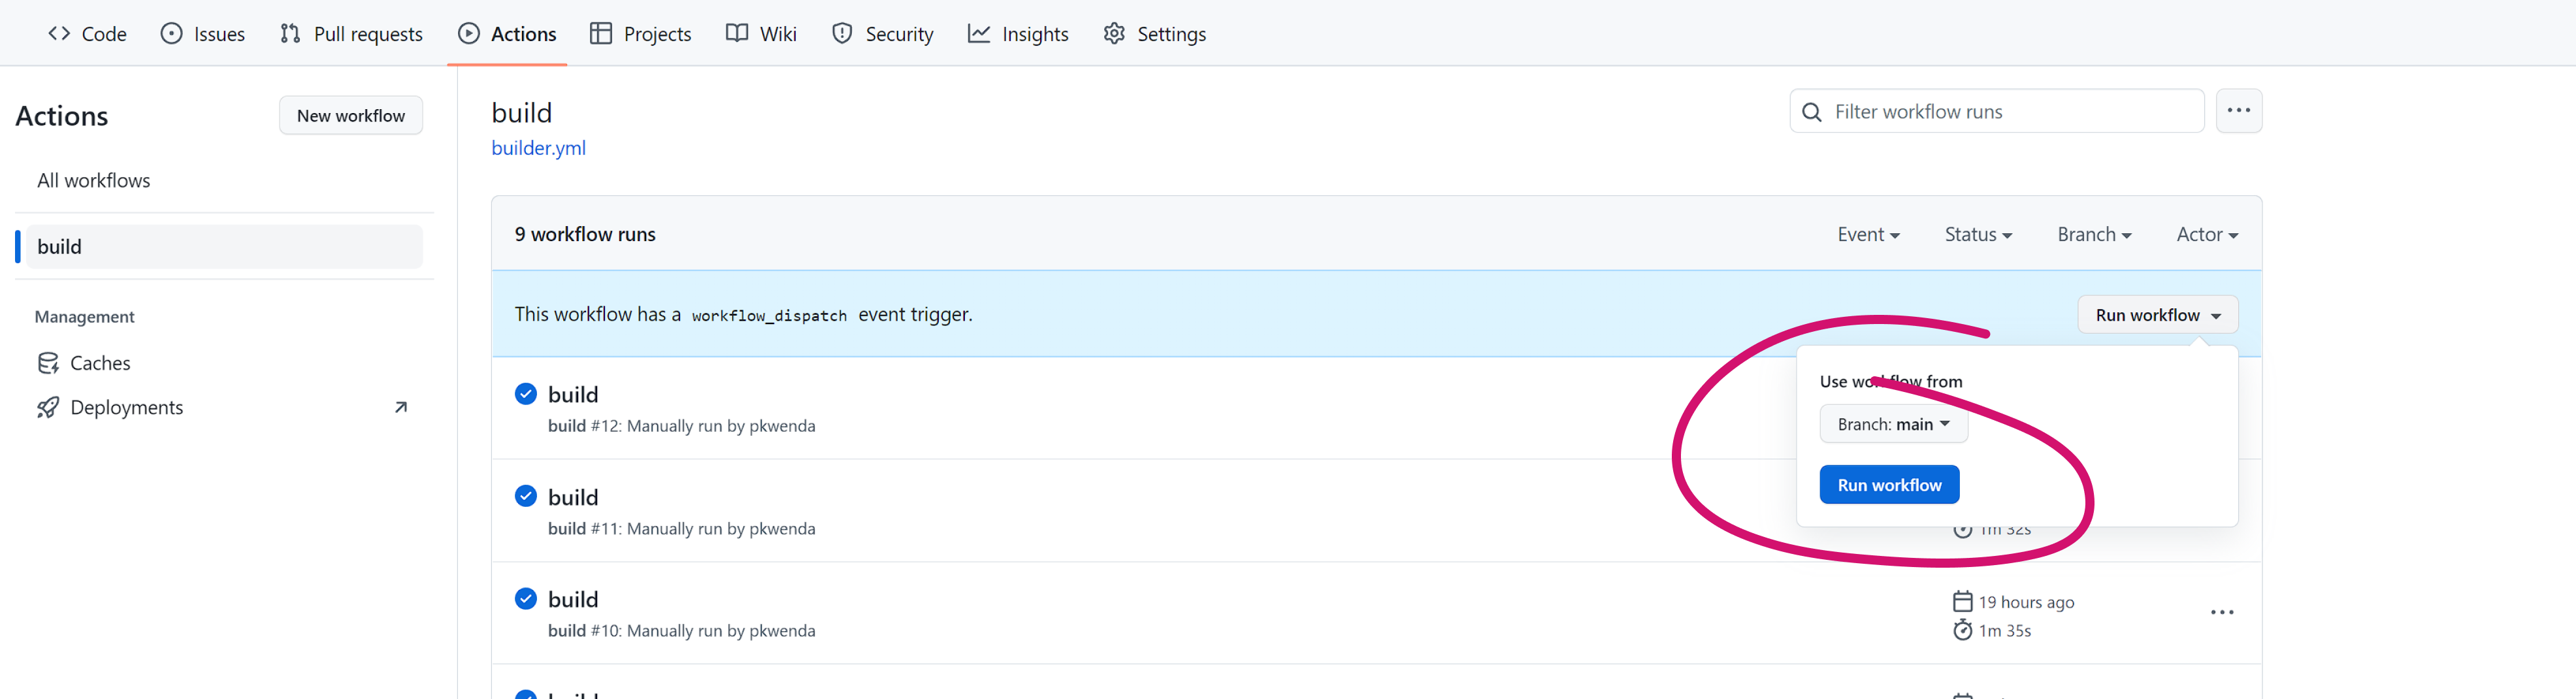 Code Issues Pull requests Actions Projects Wiki Security Insights Settings
Actions
New workflow
All workflows
build
Management
Caches
Deployments
build
builder.yml
Filter workflow runs
9 workflow runs
Event Status Branch Actor
This workflow has a workflow_dispatch event trigger.
Run workflow
Use workflow from
Branch: main
Run workflow
build
build #12: Manually run by pkwenda
build
build #11: Manually run by pkwenda
1m 32s
build
build #10: Manually run by pkwenda
19 hours ago
1m 35s